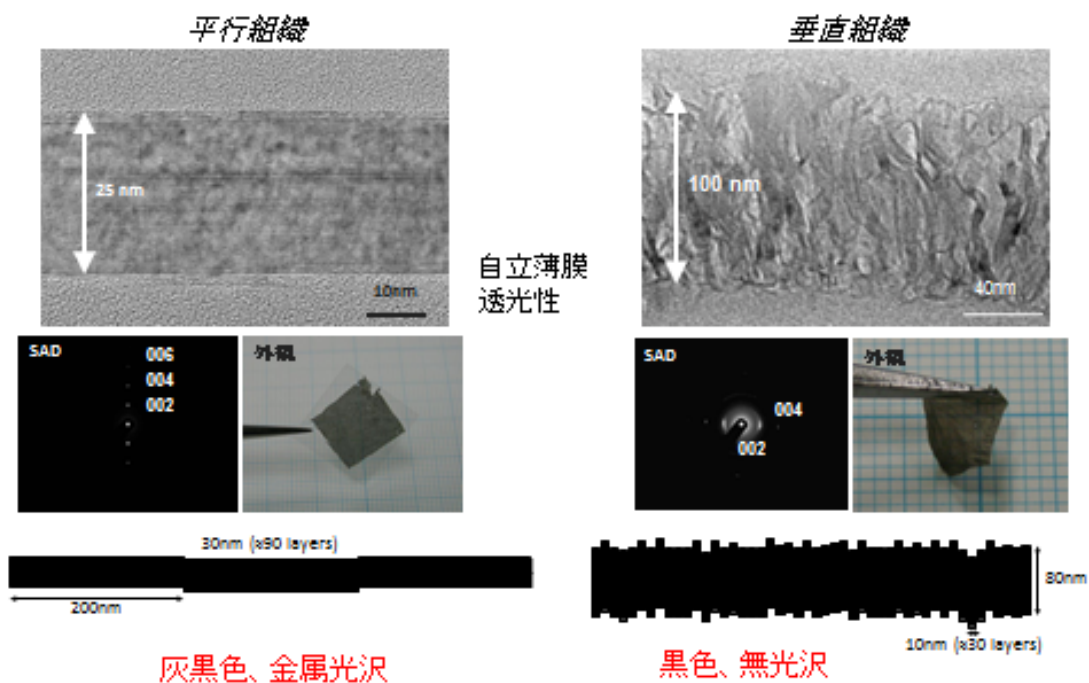 平行組織
垂直組織
25 nm
10nm
100 nm
40nm
自立薄膜
透光性
SAD
006
004
002
外観
SAD
004
002
外観
30nm (x90 layers)
200nm
80nm
10nm (x30 layers)
灰黒色、金属光沢
黒色、無光沢